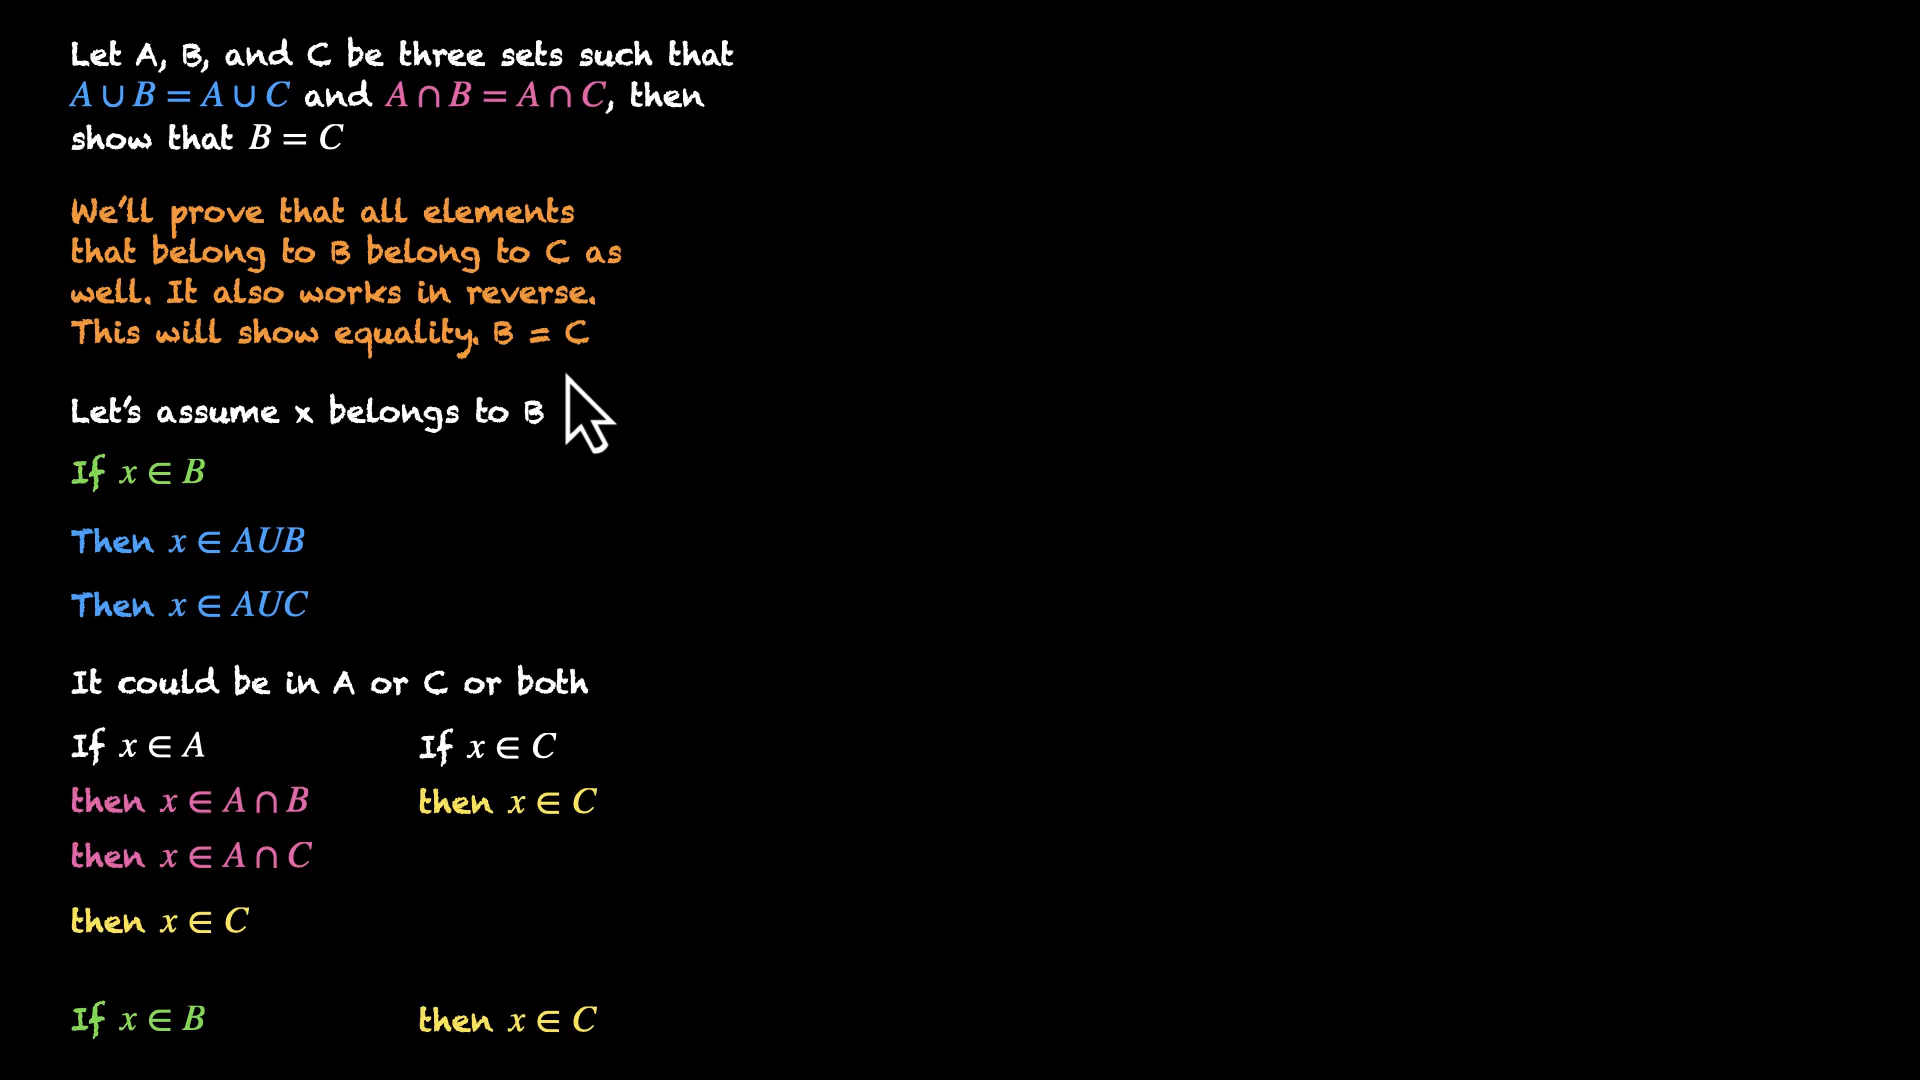 Let A, B, and C be three sets such that
A ∪ B = A ∪ C and A ∩ B = A ∩ C, then
show that B = C
We'll prove that all elements
that belong to B belong to C as
well. It also works in reverse.
This will show equality. B = C
Let's assume x belongs to B
If x ∈ B
Then x ∈ AUB
Then x ∈ AUC
It could be in A or C or both
If x ∈ A If x ∈ C
then x ∈ A ∩ B then x ∈ C
then x ∈ A ∩ C
then x ∈ C
If x ∈ B then x ∈ C